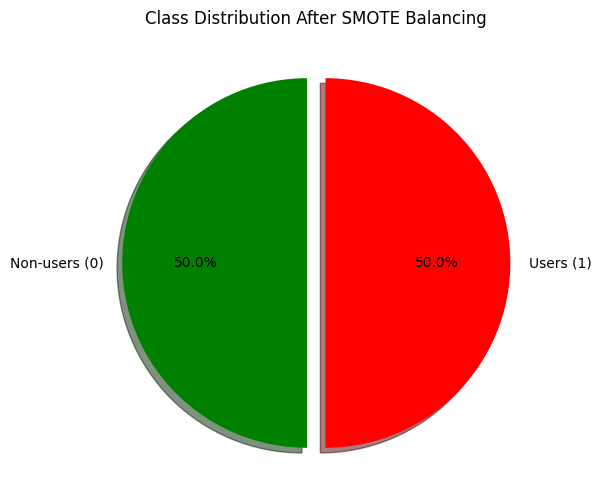 Class Distribution After SMOTE Balancing
Non-users (0)
50.0%
50.0%
Users (1)